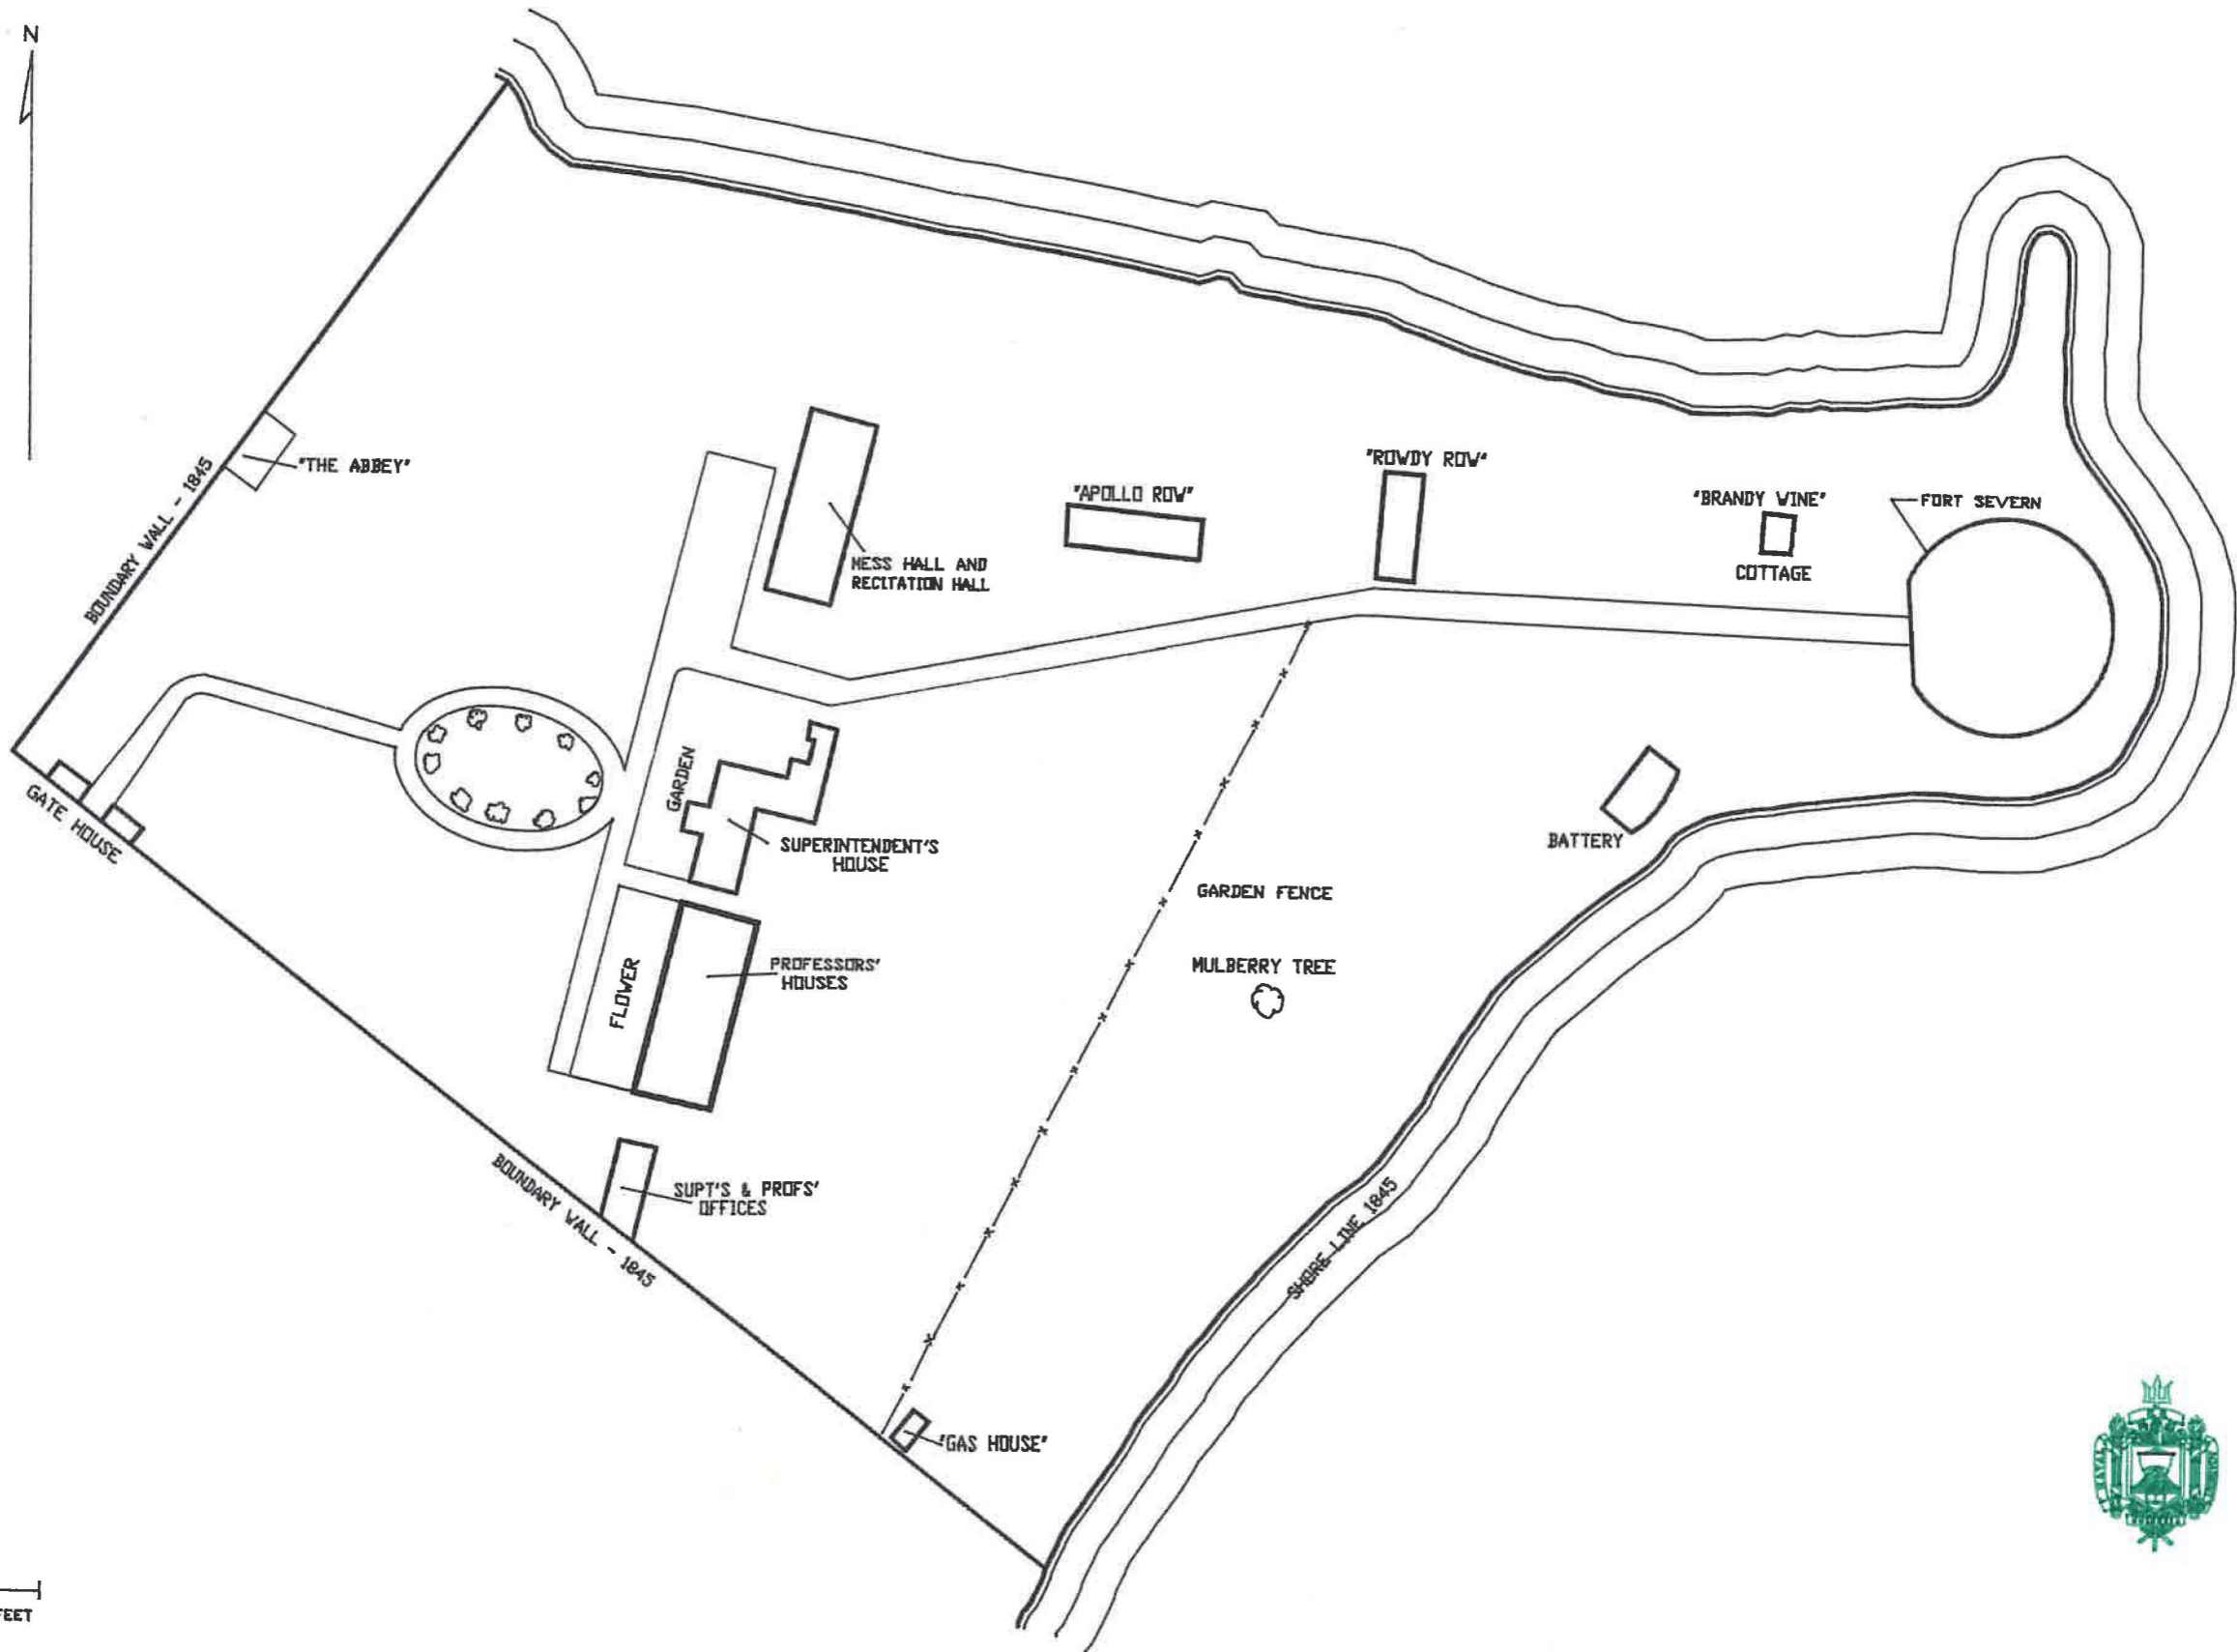 N
"THE ABBEY"
BOUNDARY WALL - 1845
"ROWDY ROW"
"APOLLO ROW"
"BRANDY WINE"
COTTAGE
FORT SEVERN
MESS HALL AND
RECITATION HALL
GATE HOUSE
GARDEN
SUPERINTENDENT'S
HOUSE
BATTERY
GARDEN FENCE
MULBERRY TREE
FLOWER
PROFESSORS'
HOUSES
SUPT'S & PROFS'
OFFICES
BOUNDARY WALL - 1845
SHORE LINE 1845
"GAS HOUSE"
FEET